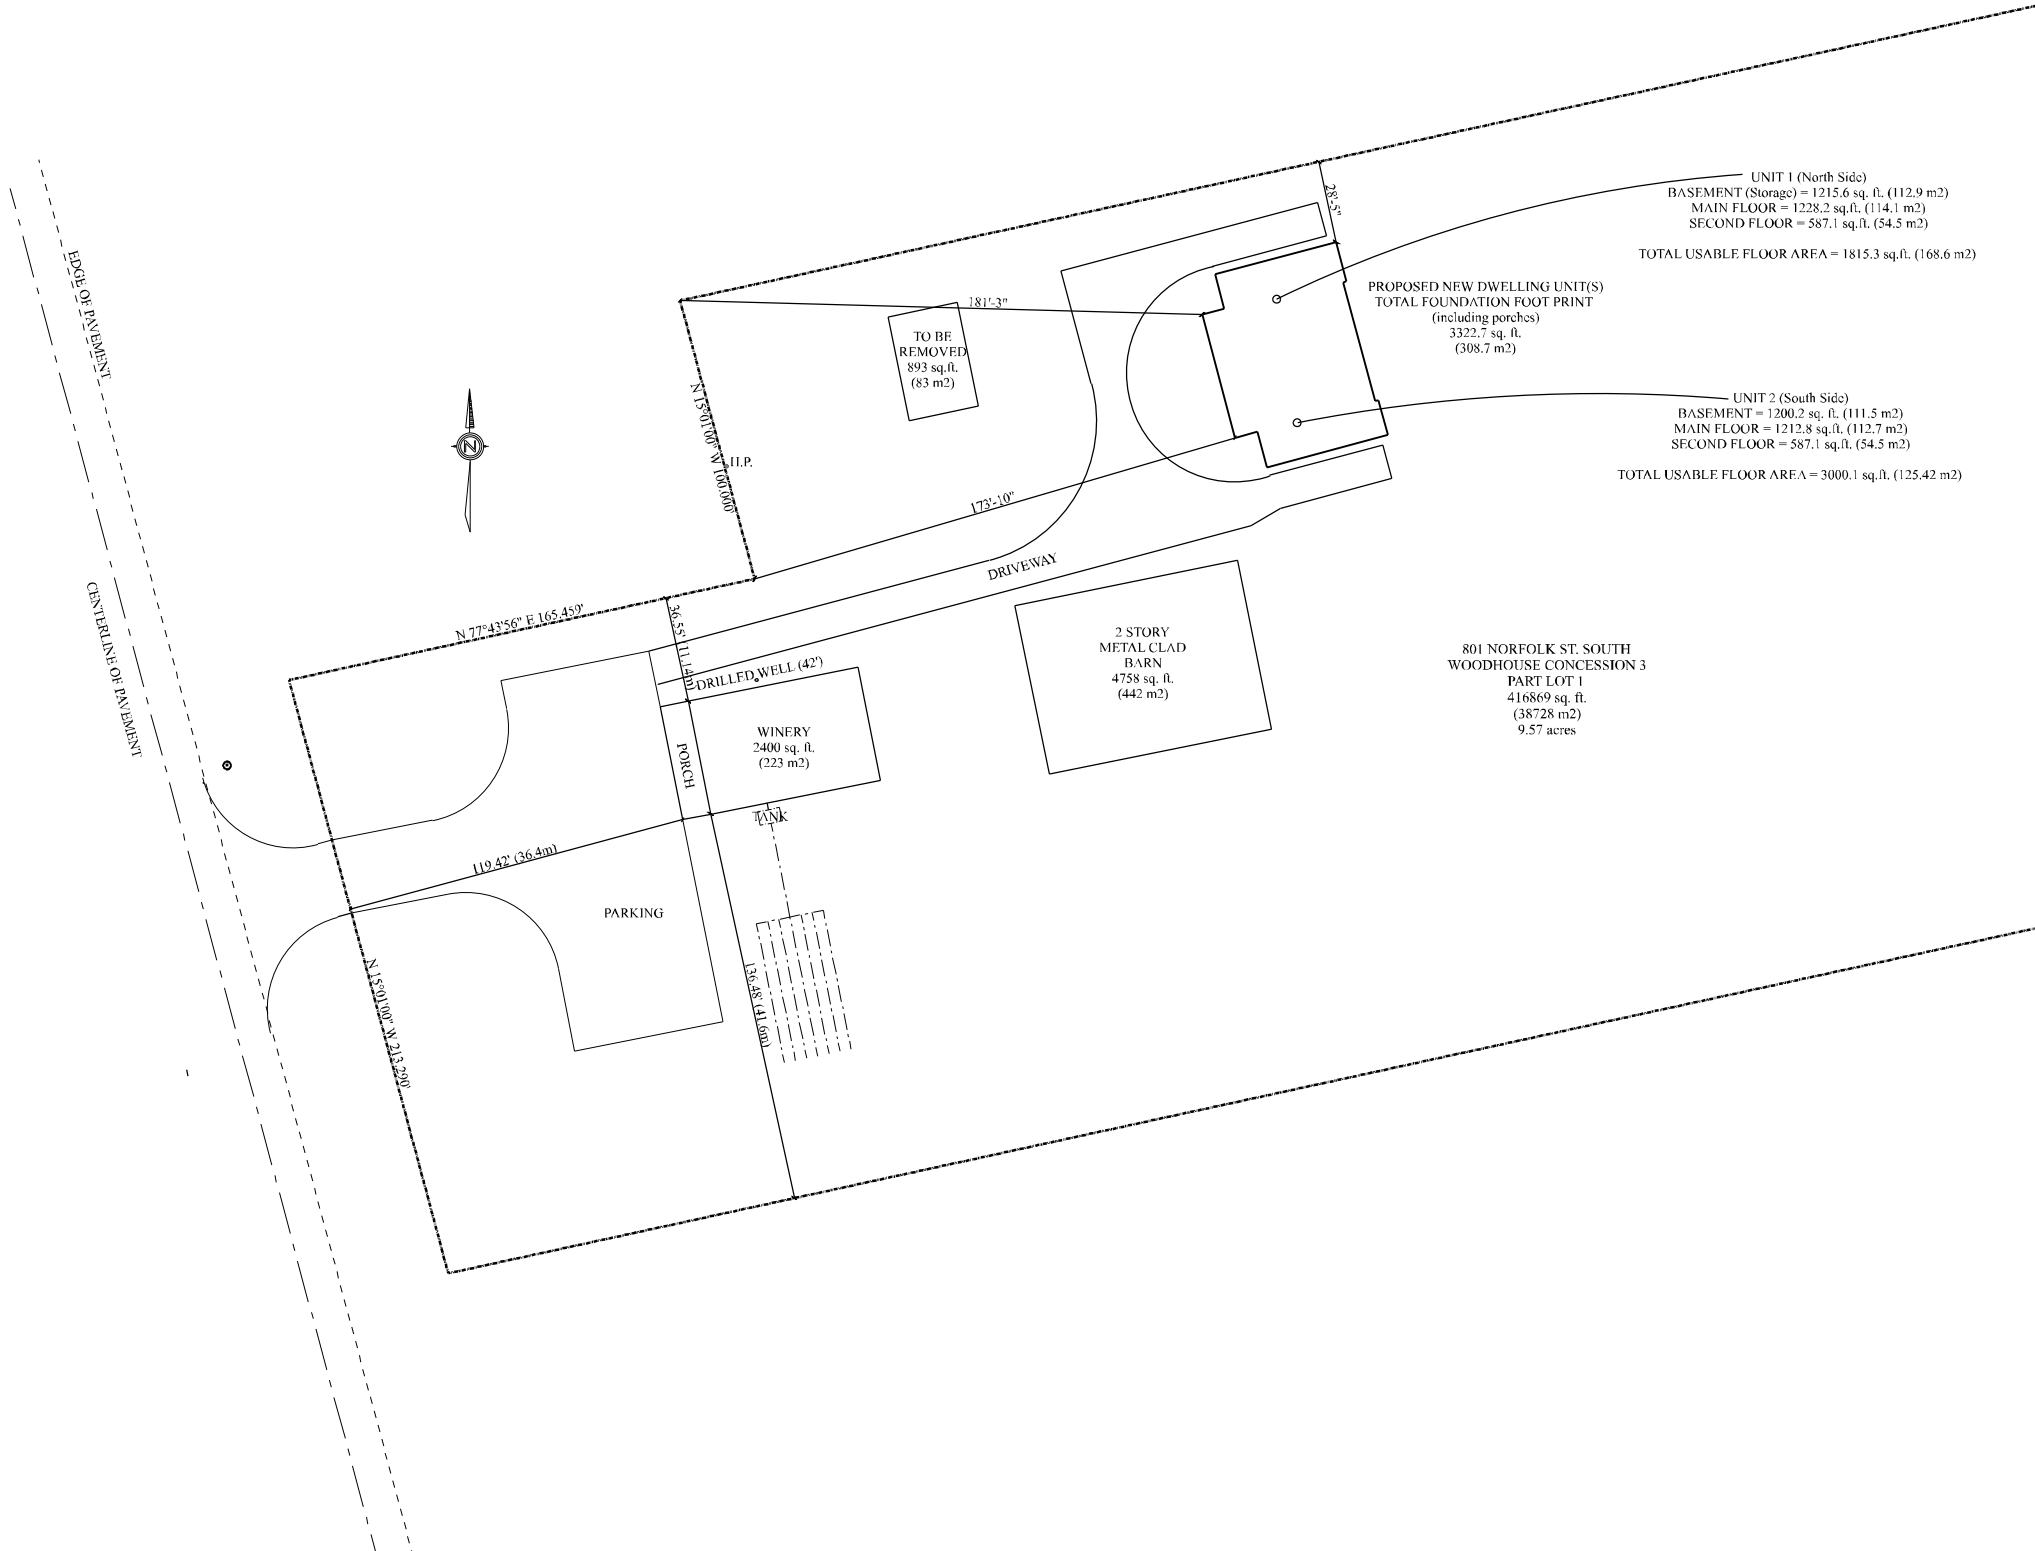 UNIT 1 (North Side)
BASEMENT (Storage) = 1215.6 sq. ft. (112.9 m2)
MAIN FLOOR = 1228.2 sq.ft. (114.1 m2)
SECOND FLOOR = 587.1 sq.ft. (54.5 m2)
TOTAL USABLE FLOOR AREA = 1815.3 sq.ft. (168.6 m2)
28'-5"
PROPOSED NEW DWELLING UNIT(S)
TOTAL FOUNDATION FOOT PRINT
(including porches)
3322.7 sq. ft.
(308.7 m2)
181'-3"
TO BE
REMOVED
893 sq.ft.
(83 m2)
EDGE OF PAVEMENT
N 15°01'00" W 100.000'
H.P.
N
UNIT 2 (South Side)
BASEMENT = 1200.2 sq. ft. (111.5 m2)
MAIN FLOOR = 1212.8 sq.ft. (112.7 m2)
SECOND FLOOR = 587.1 sq.ft. (54.5 m2)
TOTAL USABLE FLOOR AREA = 3000.1 sq.ft. (125.42 m2)
173'-10"
DRIVEWAY
CENTERLINE OF PAVEMENT
N 77°43'56" E 165.459'
36.55' (11.14m)
DRILLED WELL (42')
2 STORY
METAL CLAD
BARN
4758 sq. ft.
(442 m2)
801 NORFOLK ST. SOUTH
WOODHOUSE CONCESSION 3
PART LOT 1
416869 sq. ft.
(38728 m2)
9.57 acres
PORCH
WINERY
2400 sq. ft.
(223 m2)
TANK
119.42' (36.4m)
PARKING
N 15°01'00" W 213.290'
136.48' (41.6m)